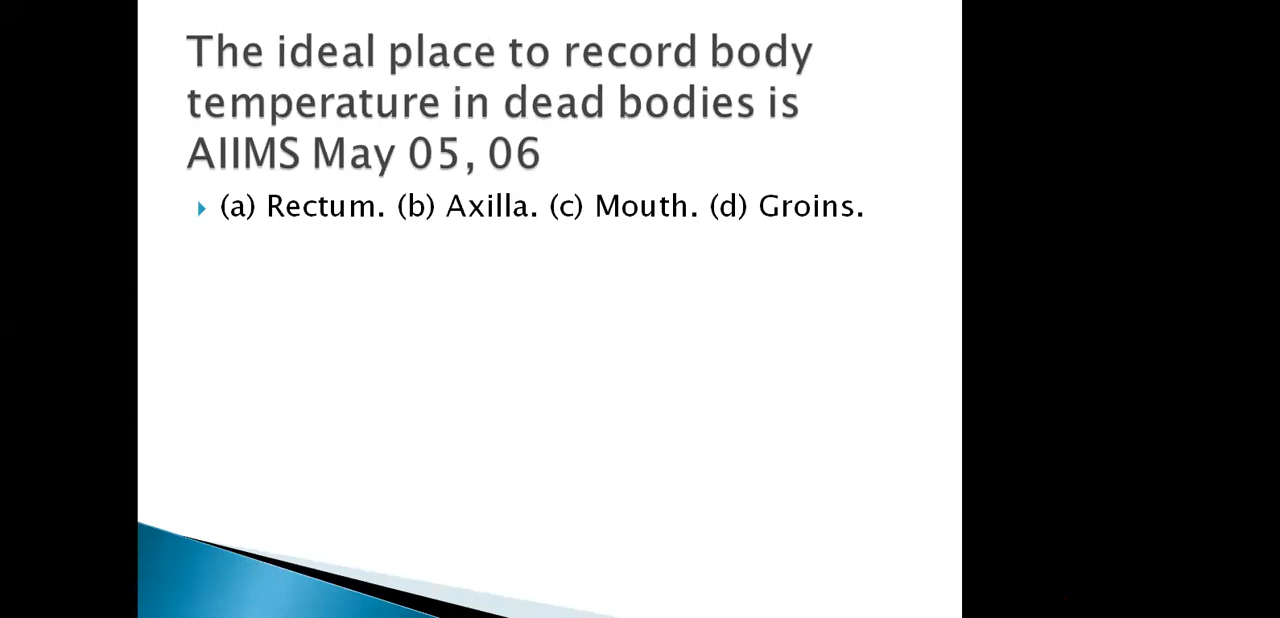 The ideal place to record body
temperature in dead bodies is
AIIMS May 05, 06
(a) Rectum. (b) Axilla. (c) Mouth. (d) Groins.